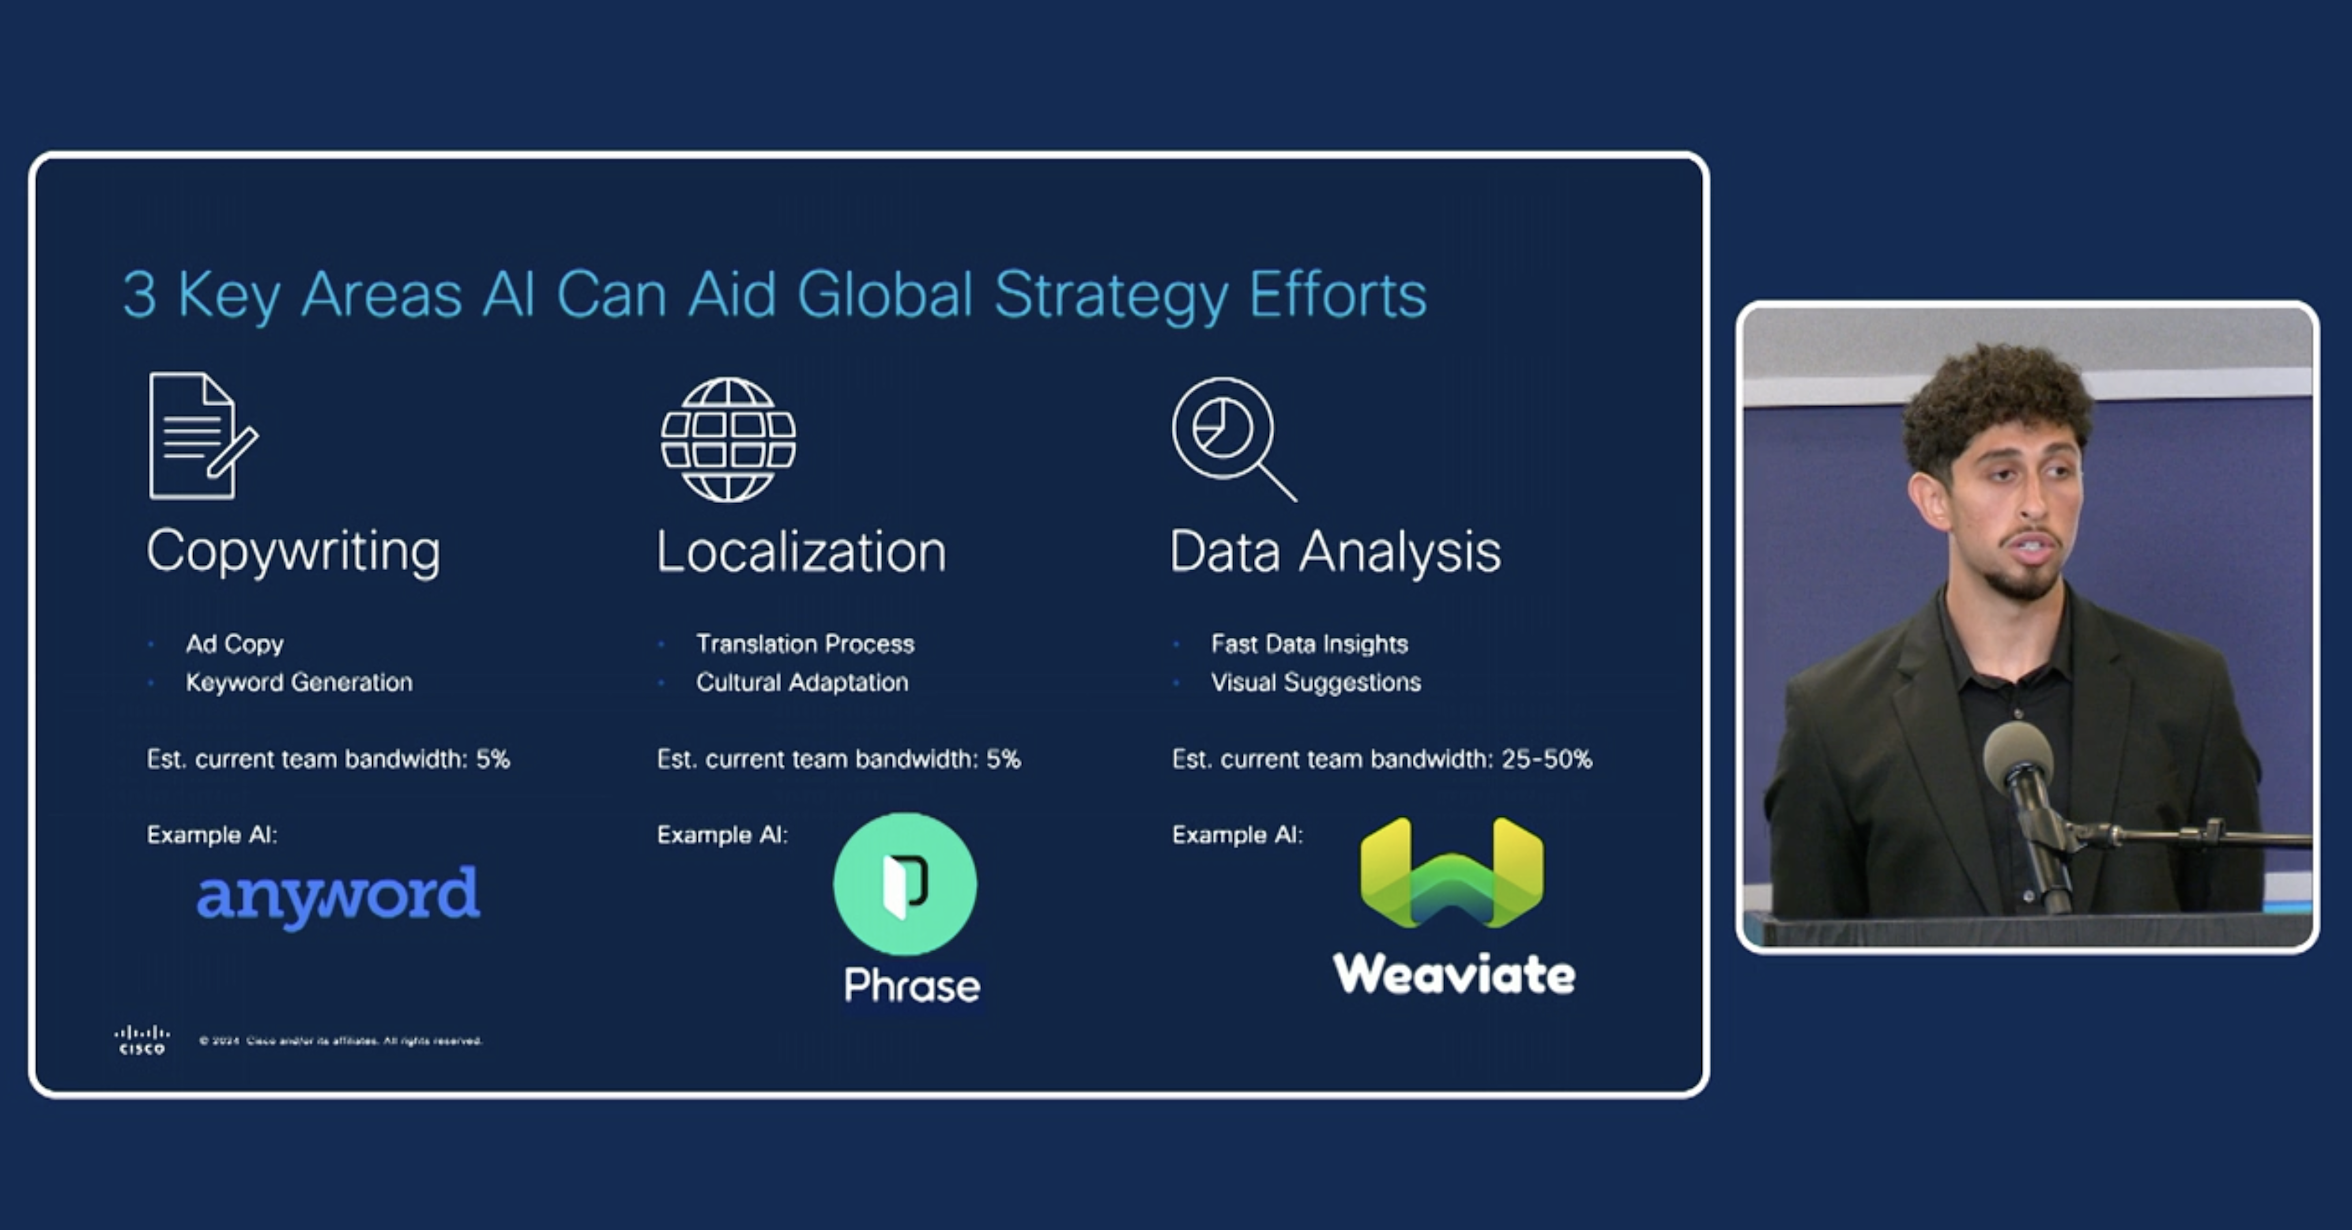 3 Key Areas AI Can Aid Global Strategy Efforts
Copywriting
Ad Copy
Keyword Generation
Est. current team bandwidth: 5%
Example AI:
anyword
Localization
Translation Process
Cultural Adaptation
Est. current team bandwidth: 5%
Example AI:
Phrase
Data Analysis
Fast Data Insights
Visual Suggestions
Est. current team bandwidth: 25-50%
Example AI:
Weaviate
CISCO
© 2024 Cisco and/or its affiliates. All rights reserved.